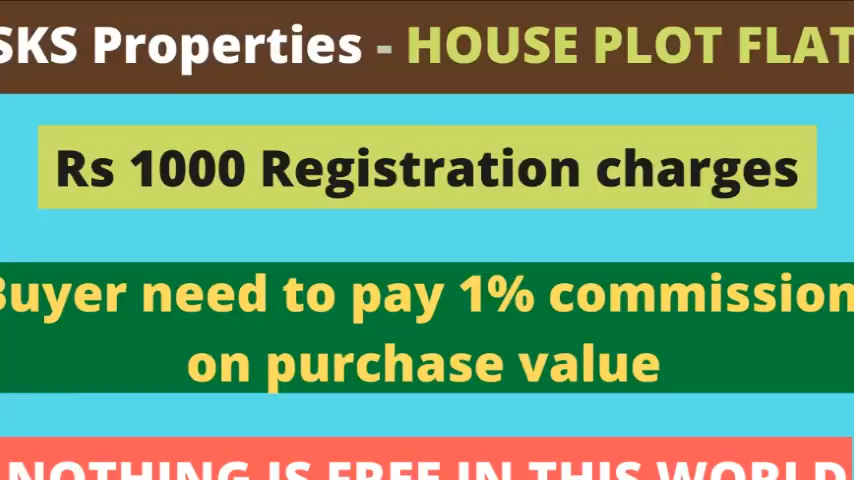 SKS Properties - HOUSE PLOT FLAT
Rs 1000 Registration charges
Buyer need to pay 1% commission
on purchase value
NOTHING IS FREE IN THIS WORLD